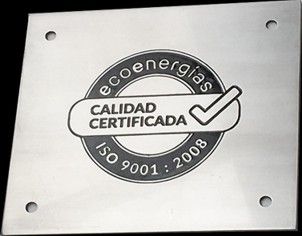 ecoenergías
CALIDAD
CERTIFICADA
ISO 9001 : 2008